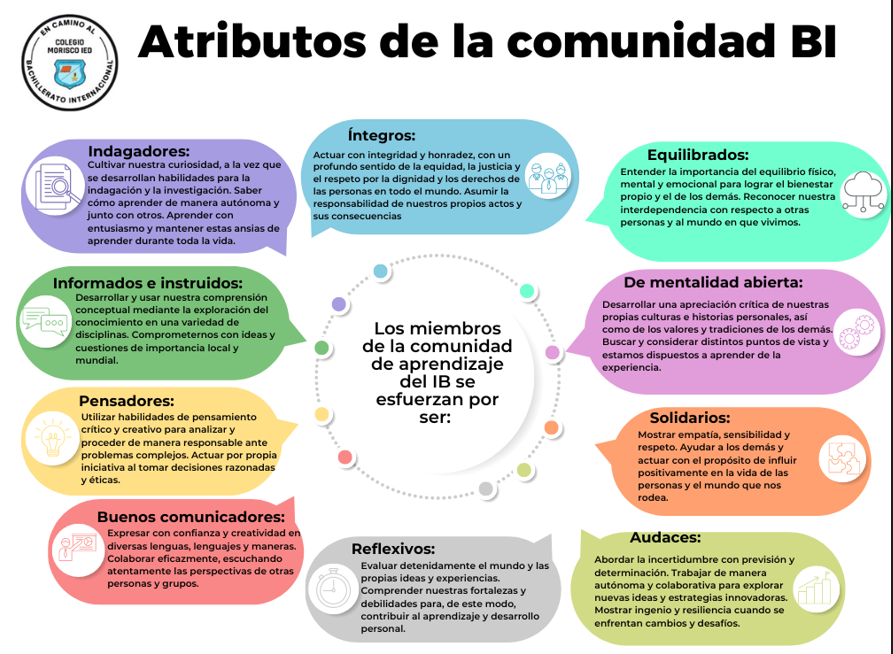 EN CAMINO AL
COLEGIO
MORISCO IED
BACHILLERATO INTERNACIONAL
Atributos de la comunidad BI
Indagadores:
Cultivar nuestra curiosidad, a la vez que
se desarrollan habilidades para la
indagación y la investigación. Saber
cómo aprender de manera autónoma y
junto con otros. Aprender con
entusiasmo y mantener estas ansias de
aprender durante toda la vida.
Íntegros:
Actuar con integridad y honradez, con un
profundo sentido de la equidad, la justicia y
el respeto por la dignidad y los derechos de
las personas en todo el mundo. Asumir la
responsabilidad de nuestros propios actos y
sus consecuencias
Equilibrados:
Entender la importancia del equilibrio físico,
mental y emocional para lograr el bienestar
propio y el de los demás. Reconocer nuestra
interdependencia con respecto a otras
personas y al mundo en que vivimos.
Informados e instruidos:
Desarrollar y usar nuestra comprensión
conceptual mediante la exploración del
conocimiento en una variedad de
disciplinas. Comprometernos con ideas y
cuestiones de importancia local y
mundial.
Los miembros
de la comunidad
de aprendizaje
del IB se
esfuerzan por
ser:
De mentalidad abierta:
Desarrollar una apreciación crítica de nuestras
propias culturas e historias personales, así
como de los valores y tradiciones de los demás.
Buscar y considerar distintos puntos de vista y
estamos dispuestos a aprender de la
experiencia.
Pensadores:
Utilizar habilidades de pensamiento
crítico y creativo para analizar y
proceder de manera responsable ante
problemas complejos. Actuar por propia
iniciativa al tomar decisiones razonadas
y éticas.
Solidarios:
Mostrar empatía, sensibilidad y
respeto. Ayudar a los demás y
actuar con el propósito de influir
positivamente en la vida de las
personas y el mundo que nos
rodea.
Buenos comunicadores:
Expresar con confianza y creatividad en
diversas lenguas, lenguajes y maneras.
Colaborar eficazmente, escuchando
atentamente las perspectivas de otras
personas y grupos.
Reflexivos:
Evaluar detenidamente el mundo y las
propias ideas y experiencias.
Comprender nuestras fortalezas y
debilidades para, de este modo,
contribuir al aprendizaje y desarrollo
personal.
Audaces:
Abordar la incertidumbre con previsión y
determinación. Trabajar de manera
autónoma y colaborativa para explorar
nuevas ideas y estrategias innovadoras.
Mostrar ingenio y resiliencia cuando se
enfrentan cambios y desafíos.